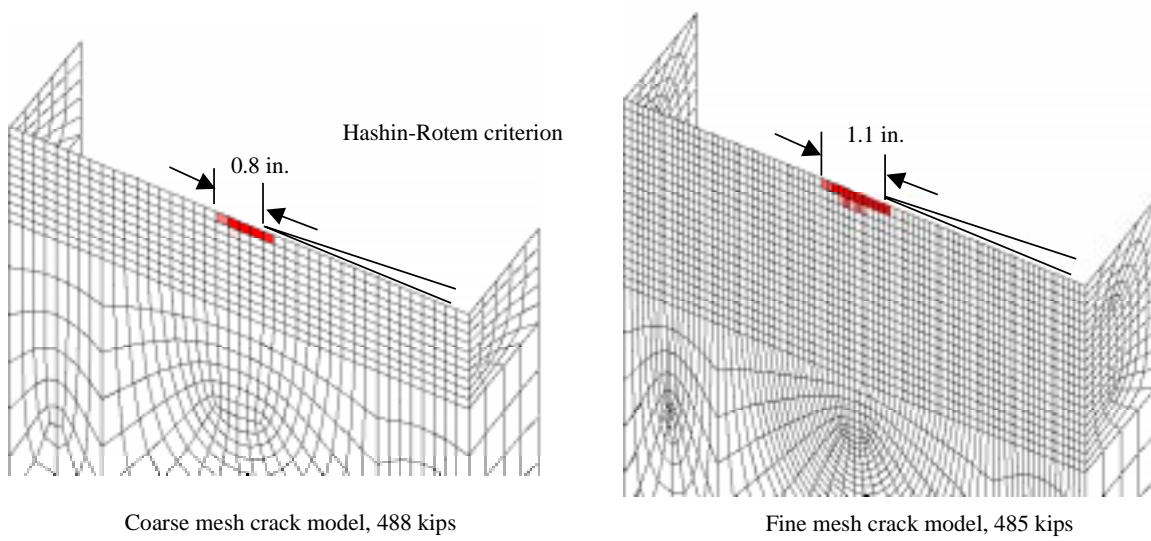 Hashin-Rotem criterion
0.8 in.
1.1 in.
Coarse mesh crack model, 488 kips
Fine mesh crack model, 485 kips